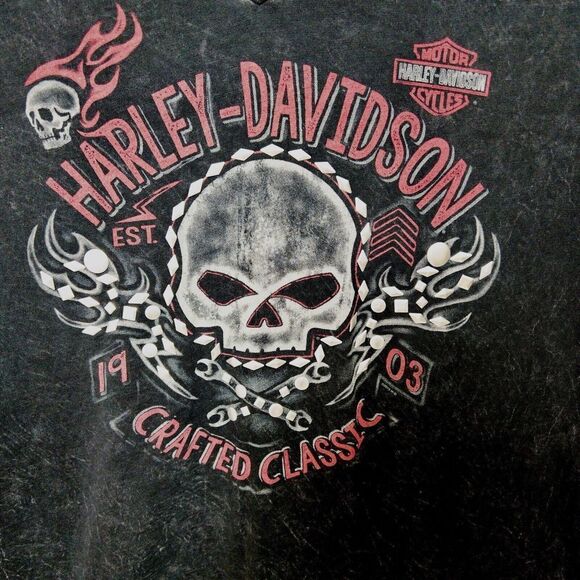 HARLEY-DAVIDSON
MOTOR
HARLEY-DAVIDSON
CYCLES
EST.
19 03
CRAFTED CLASSIC